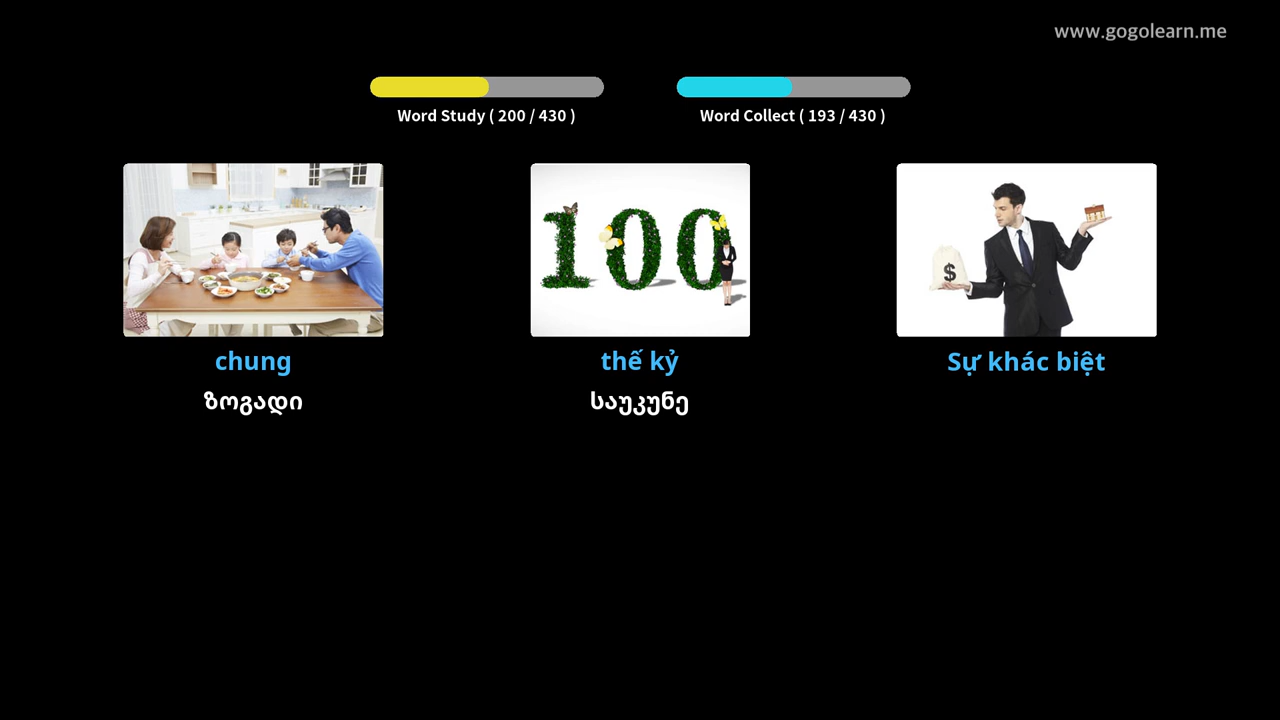 www.gogolearn.me
Word Study ( 200 / 430 )
Word Collect ( 193 / 430 )
100
$
chung
thế kỷ
Sự khác biệt
ზოგადი
საუკუნე